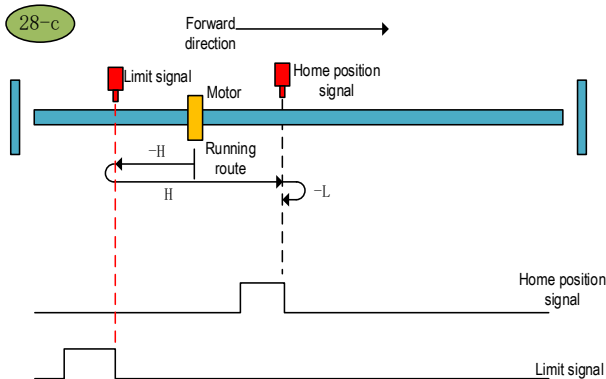 28-c
Forward
direction
Limit signal
Home position
signal
Motor
-H
Running
route
H
-L
Home position
signal
Limit signal